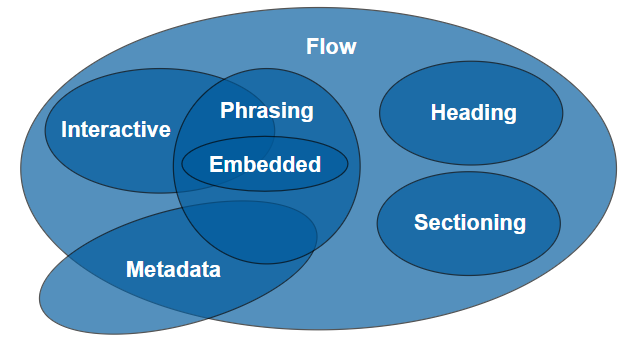 Flow
Phrasing
Heading
Interactive
Embedded
Sectioning
Metadata